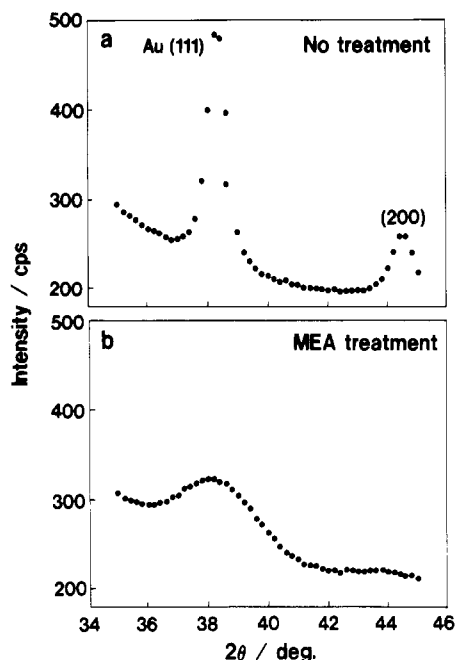 500
a
Au (111)
No treatment
400
300
(200)
200
Intensity / cps
500
b
MEA treatment
400
300
200
34 36 38 40 42 44 46
2θ / deg.